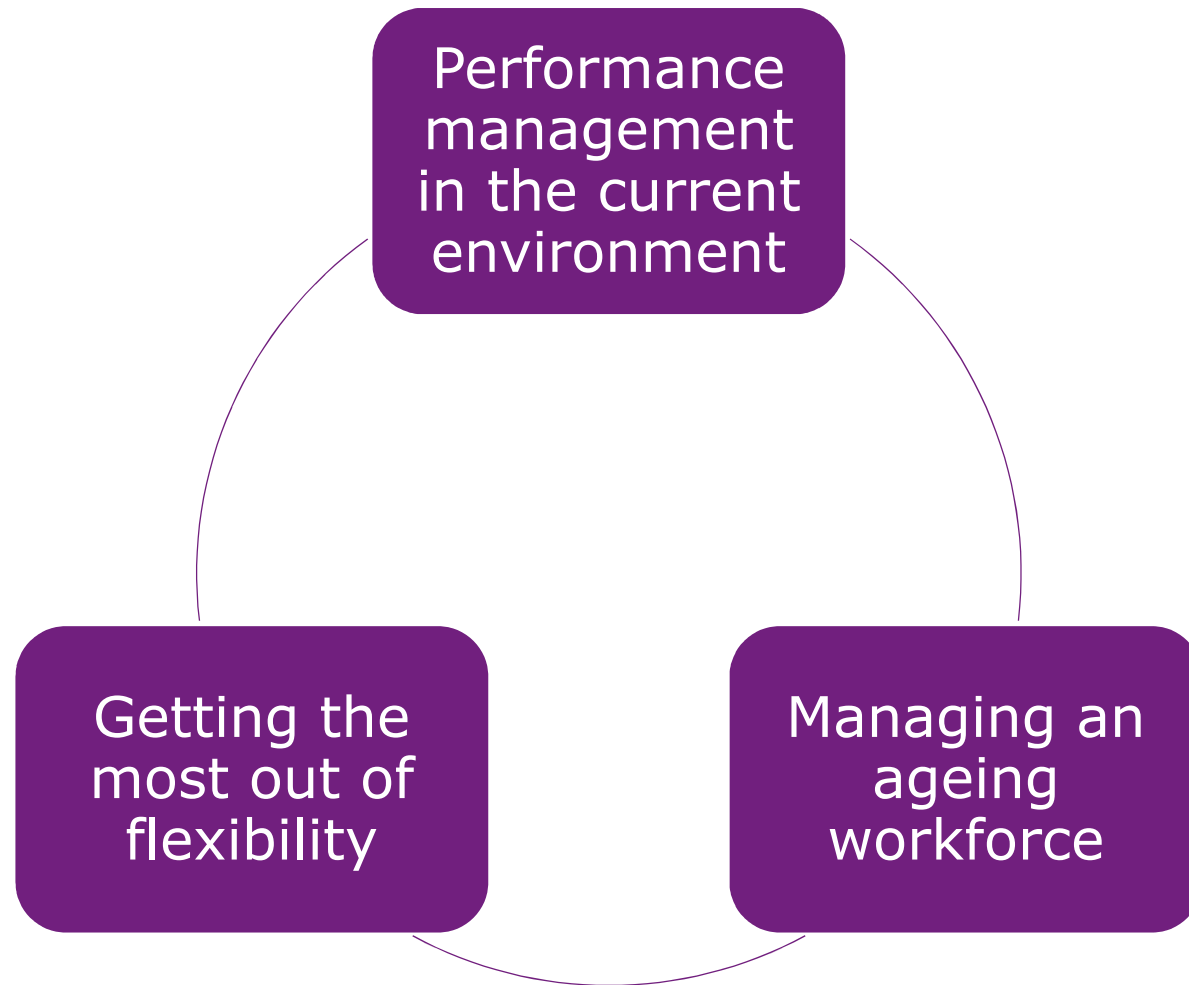 Performance
management
in the current
environment
Getting the
most out of
flexibility
Managing an
ageing
workforce